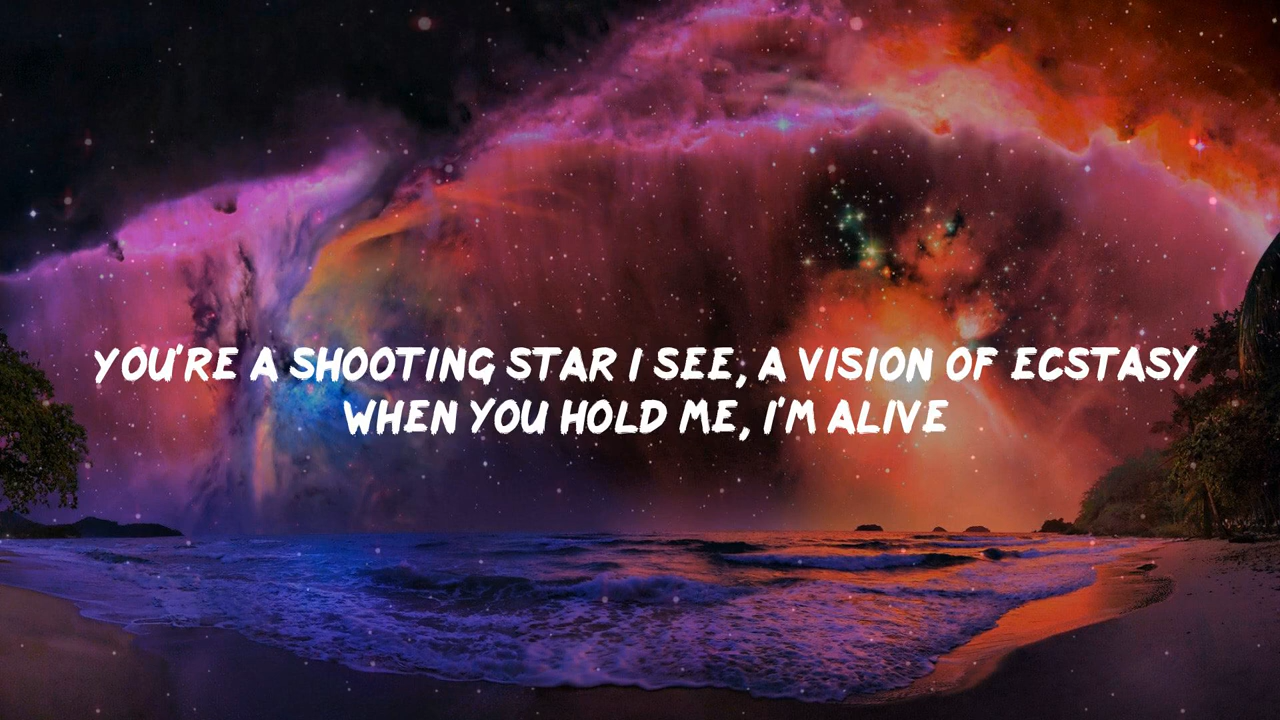 YOU'RE A SHOOTING STAR I SEE, A VISION OF ECSTASY
WHEN YOU HOLD ME, I'M ALIVE